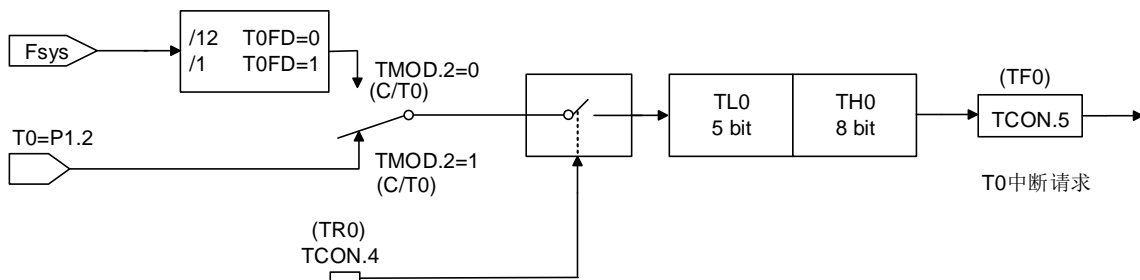 Fsys
/12 T0FD=0
/1 T0FD=1
TMOD.2=0
(C/T0)
T0=P1.2
TMOD.2=1
(C/T0)
TL0
5 bit
TH0
8 bit
(TF0)
TCON.5
T0中断请求
(TR0)
TCON.4